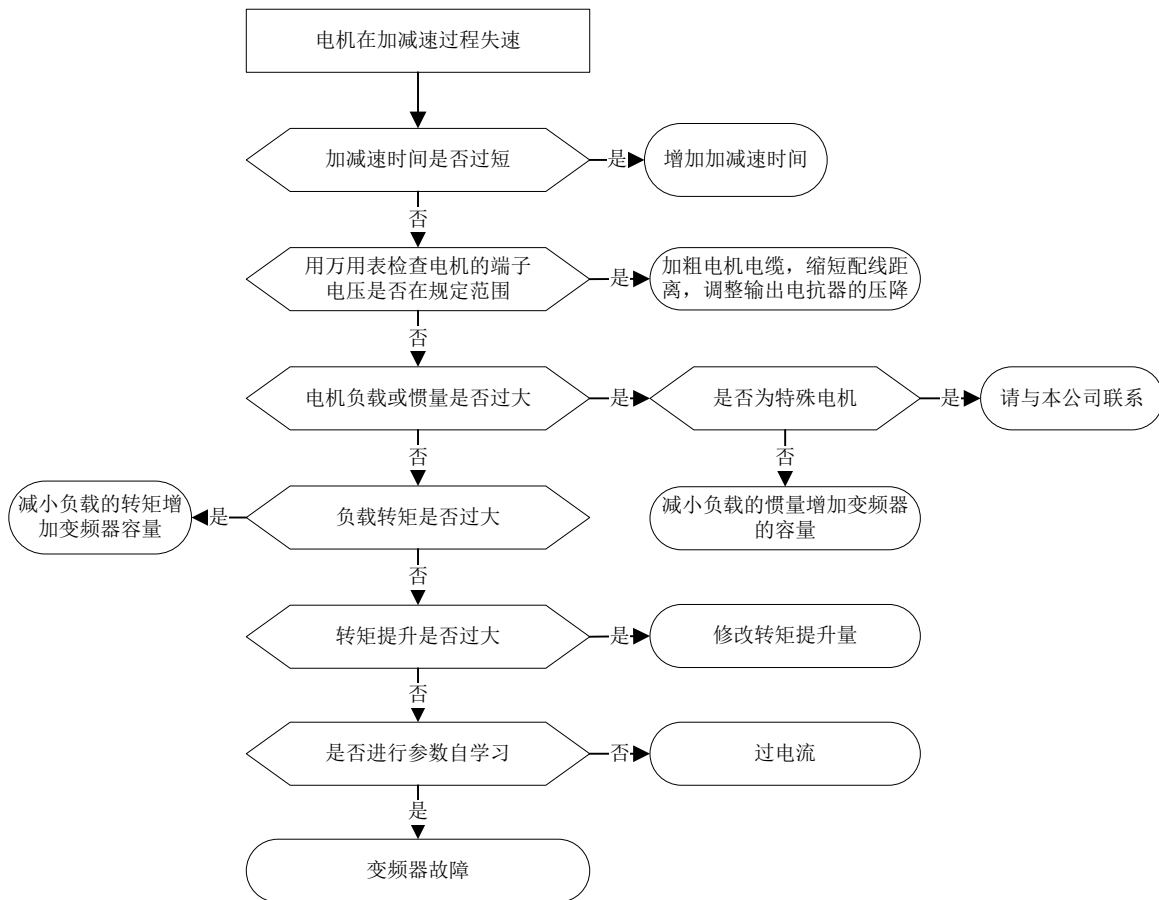 电机在加减速过程失速
加减速时间是否过短
是
增加加减速时间
否
用万用表检查电机的端子
电压是否在规定范围
是
加粗电机电缆，缩短配线距
离，调整输出电抗器的压降
否
电机负载或惯量是否过大
是
是否为特殊电机
是
请与本公司联系
否
否
减小负载的转矩增
加变频器容量
是
负载转矩是否过大
减小负载的惯量增加变频器
的容量
否
转矩提升是否过大
是
修改转矩提升量
否
是否进行参数自学习
否
过电流
是
变频器故障